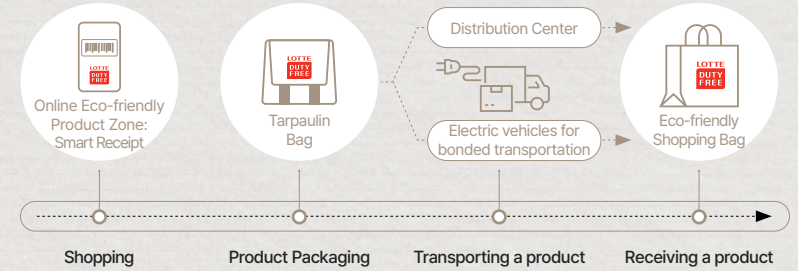 LOTTE
DUTY
FREE
Online Eco-friendly
Product Zone:
Smart Receipt
LOTTE
DUTY
FREE
Tarpaulin
Bag
Distribution Center
Electric vehicles for
bonded transportation
LOTTE
DUTY
FREE
Eco-friendly
Shopping Bag
Shopping
Product Packaging
Transporting a product
Receiving a product